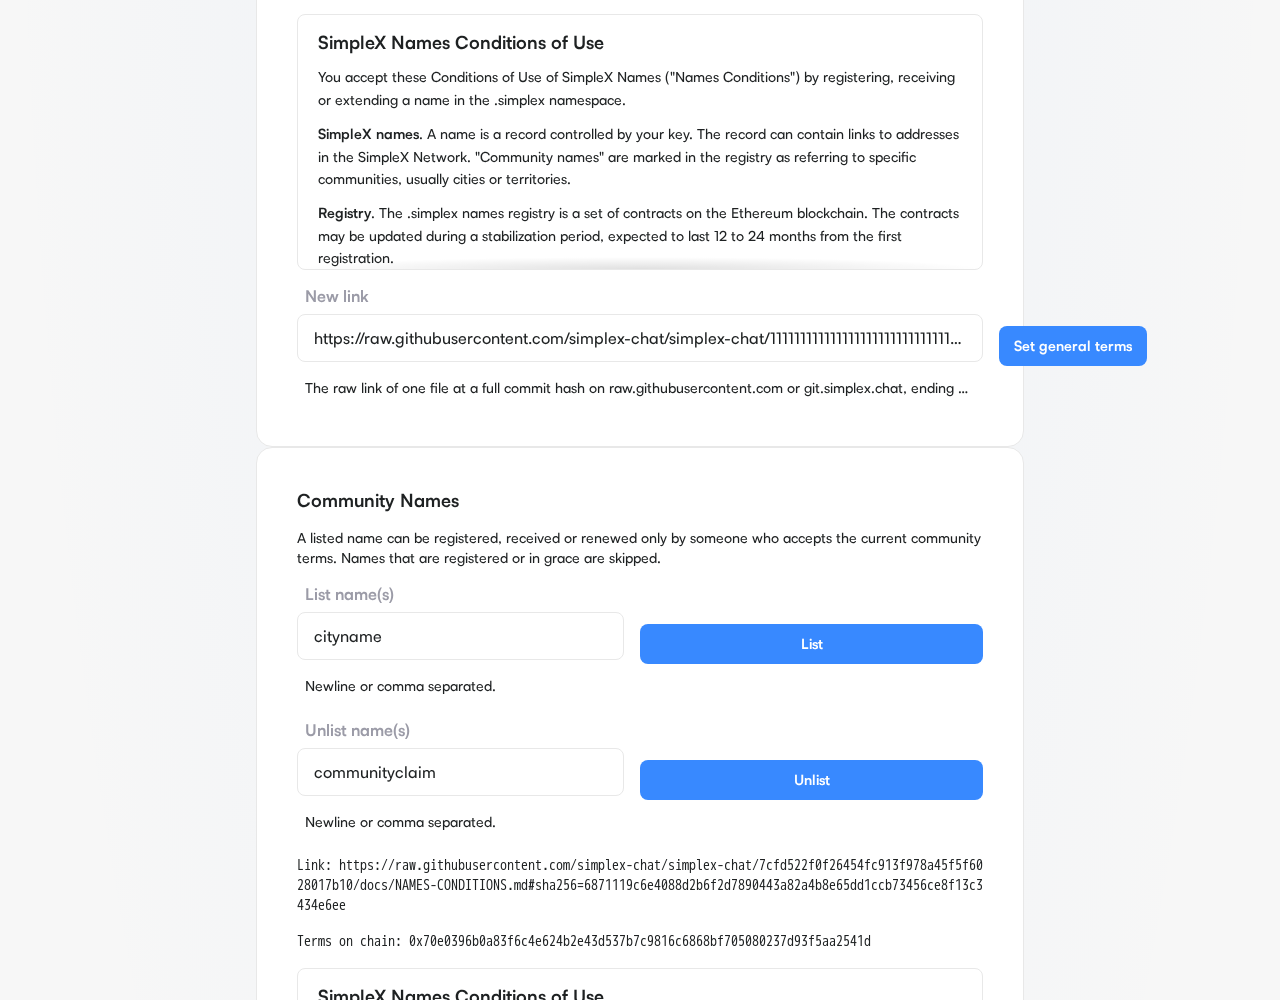 SimpleX Names Conditions of Use
You accept these Conditions of Use of SimpleX Names ("Names Conditions") by registering, receiving
or extending a name in the .simplex namespace.
SimpleX names. A name is a record controlled by your key. The record can contain links to addresses
in the SimpleX Network. "Community names" are marked in the registry as referring to specific
communities, usually cities or territories.
Registry. The .simplex names registry is a set of contracts on the Ethereum blockchain. The contracts
may be updated during a stabilization period, expected to last 12 to 24 months from the first
registration.
New link
https://raw.githubusercontent.com/simplex-chat/simplex-chat/111111111111111111111111111111…
Set general terms
The raw link of one file at a full commit hash on raw.githubusercontent.com or git.simplex.chat, ending …
Community Names
A listed name can be registered, received or renewed only by someone who accepts the current community
terms. Names that are registered or in grace are skipped.
List name(s)
cityname
List
Newline or comma separated.
Unlist name(s)
communityclaim
Unlist
Newline or comma separated.
Link: https://raw.githubusercontent.com/simplex-chat/simplex-chat/7cfd522f0f26454fc913f978a45f5f60
28017b10/docs/NAMES-CONDITIONS.md#sha256=6871119c6e4088d2b6f2d7890443a82a4b8e65dd1ccb73456ce8f13c3
434e6ee
Terms on chain: 0x70e0396b0a83f6c4e624b2e43d537b7c9816c6868bf705080237d93f5aa2541d
SimpleX Names Conditions of Use